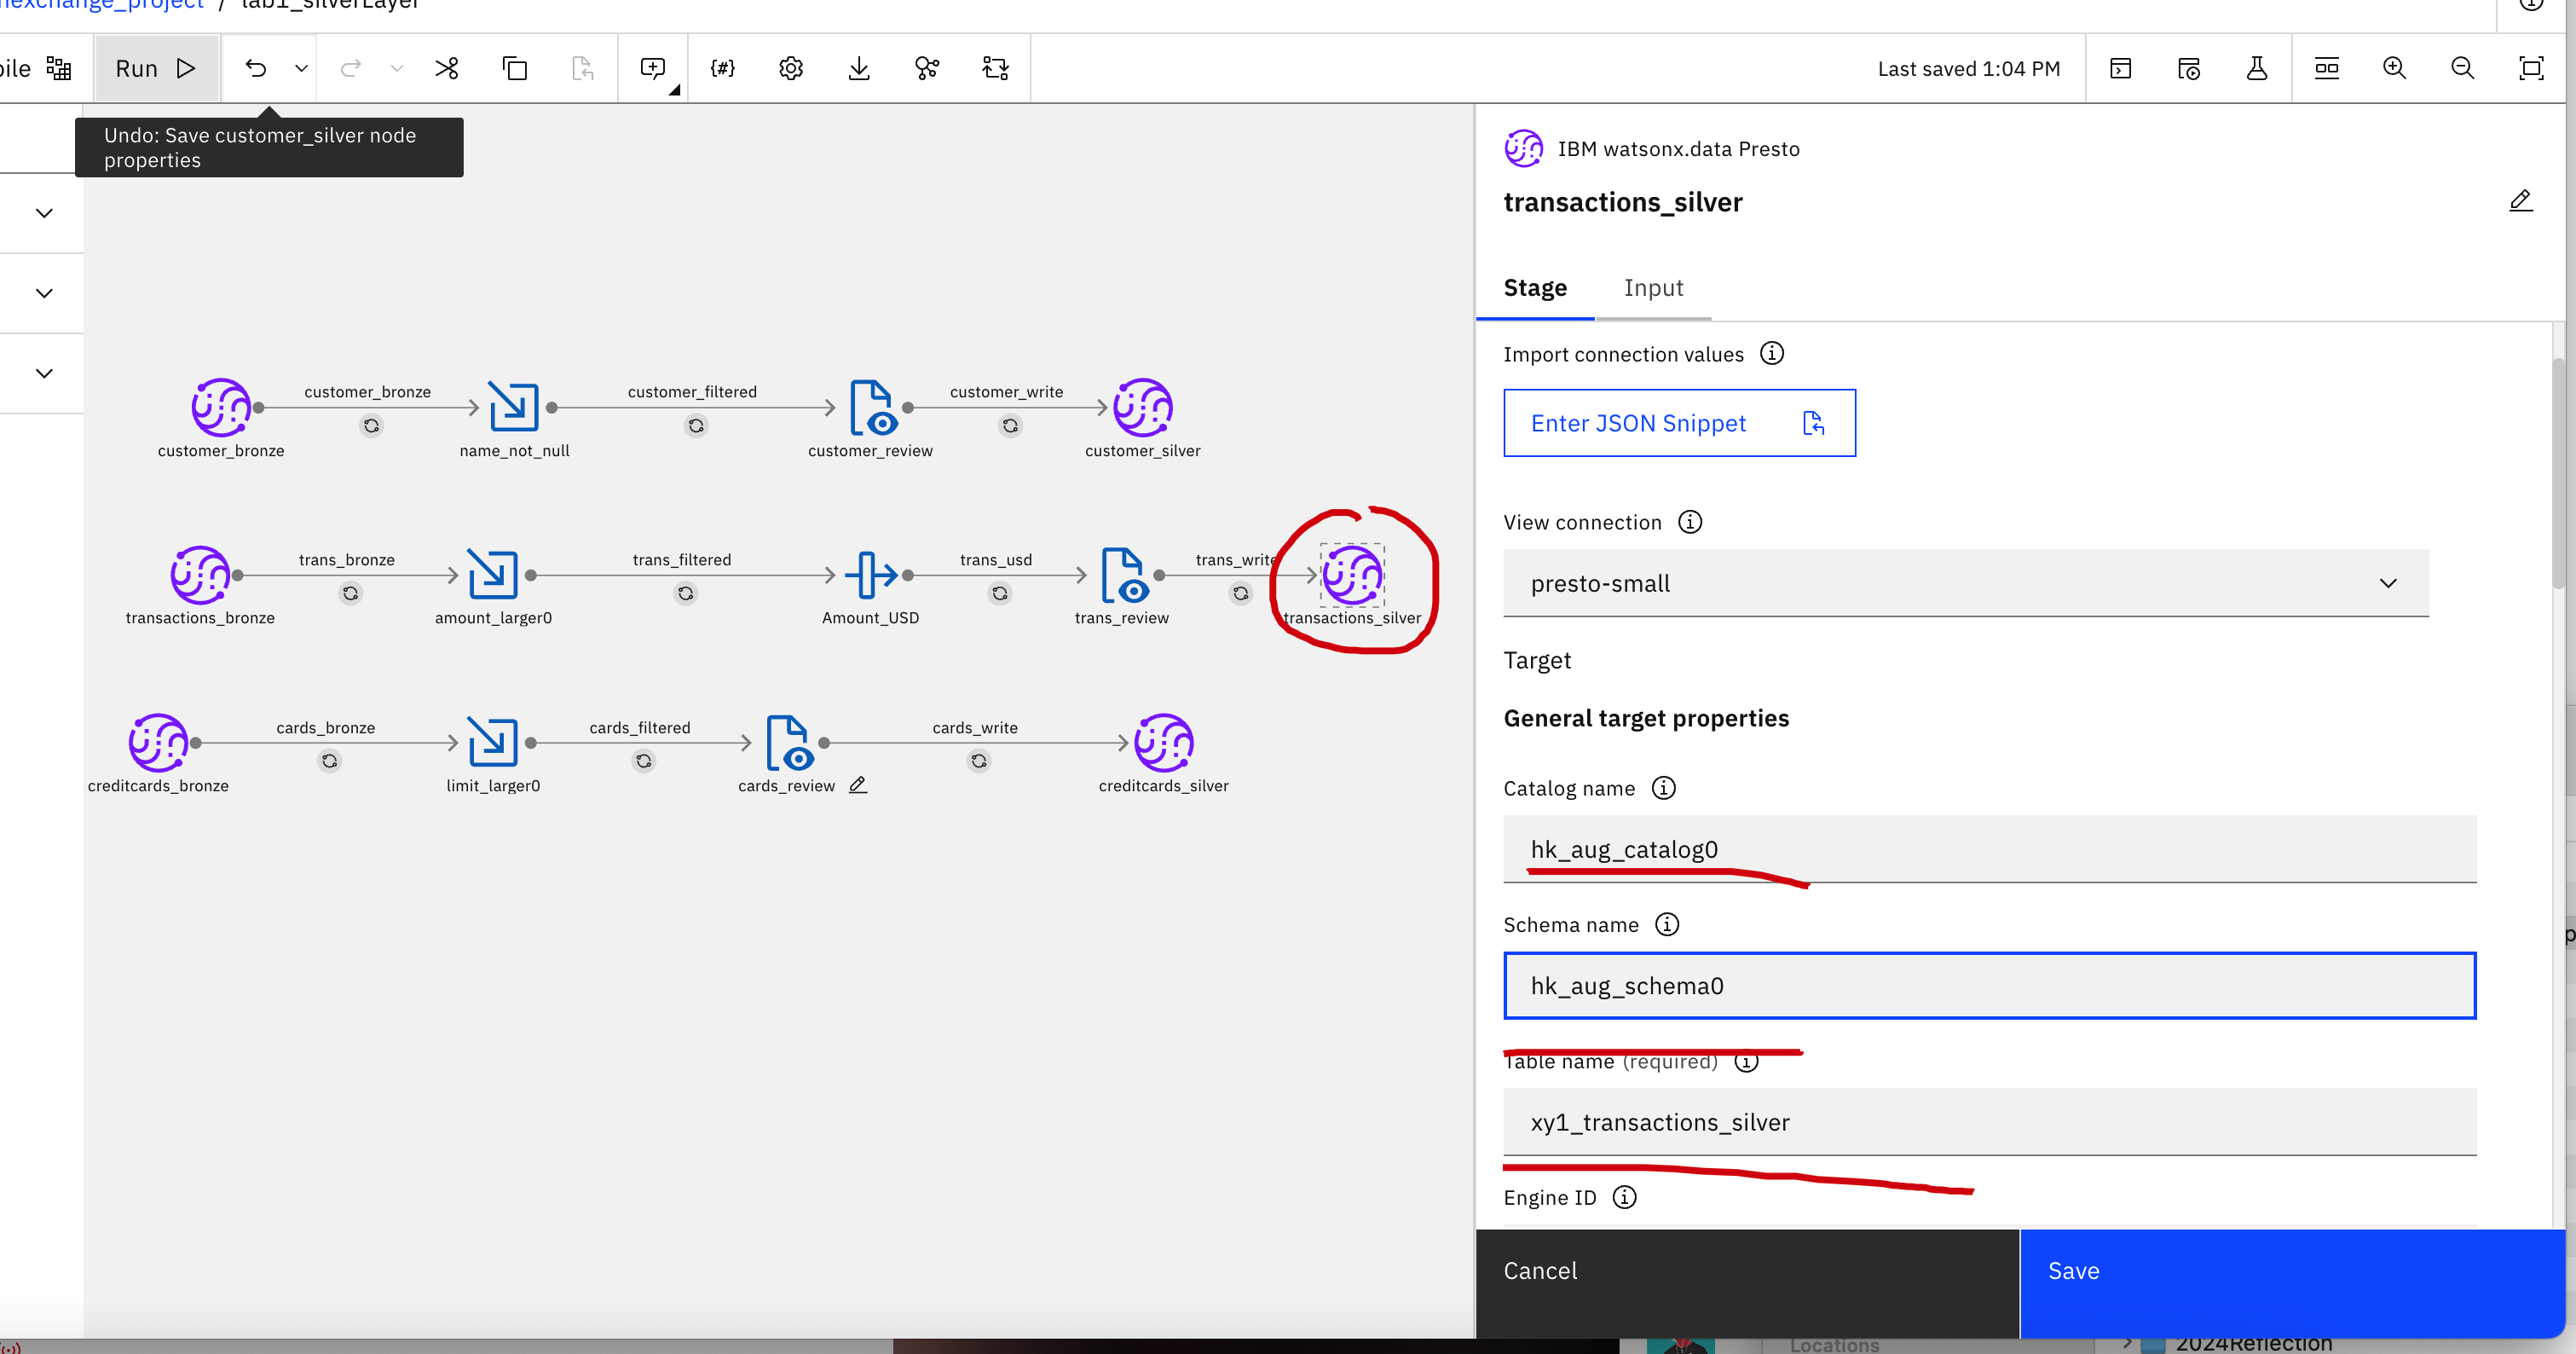 nexchange_project / lab1_silverLayer
pile Run Last saved 1:04 PM
Undo: Save customer_silver node
properties
customer_bronze customer_filtered customer_write
customer_bronze name_not_null customer_review customer_silver
trans_bronze trans_filtered trans_usd trans_write
transactions_bronze amount_larger0 Amount_USD trans_review transactions_silver
cards_bronze cards_filtered cards_write
creditcards_bronze limit_larger0 cards_review creditcards_silver
IBM watsonx.data Presto
transactions_silver
Stage Input
Import connection values
Enter JSON Snippet
View connection
presto-small
Target
General target properties
Catalog name
hk_aug_catalog0
Schema name
hk_aug_schema0
Table name (required)
xy1_transactions_silver
Engine ID
Cancel Save
Locations 2024Reflection